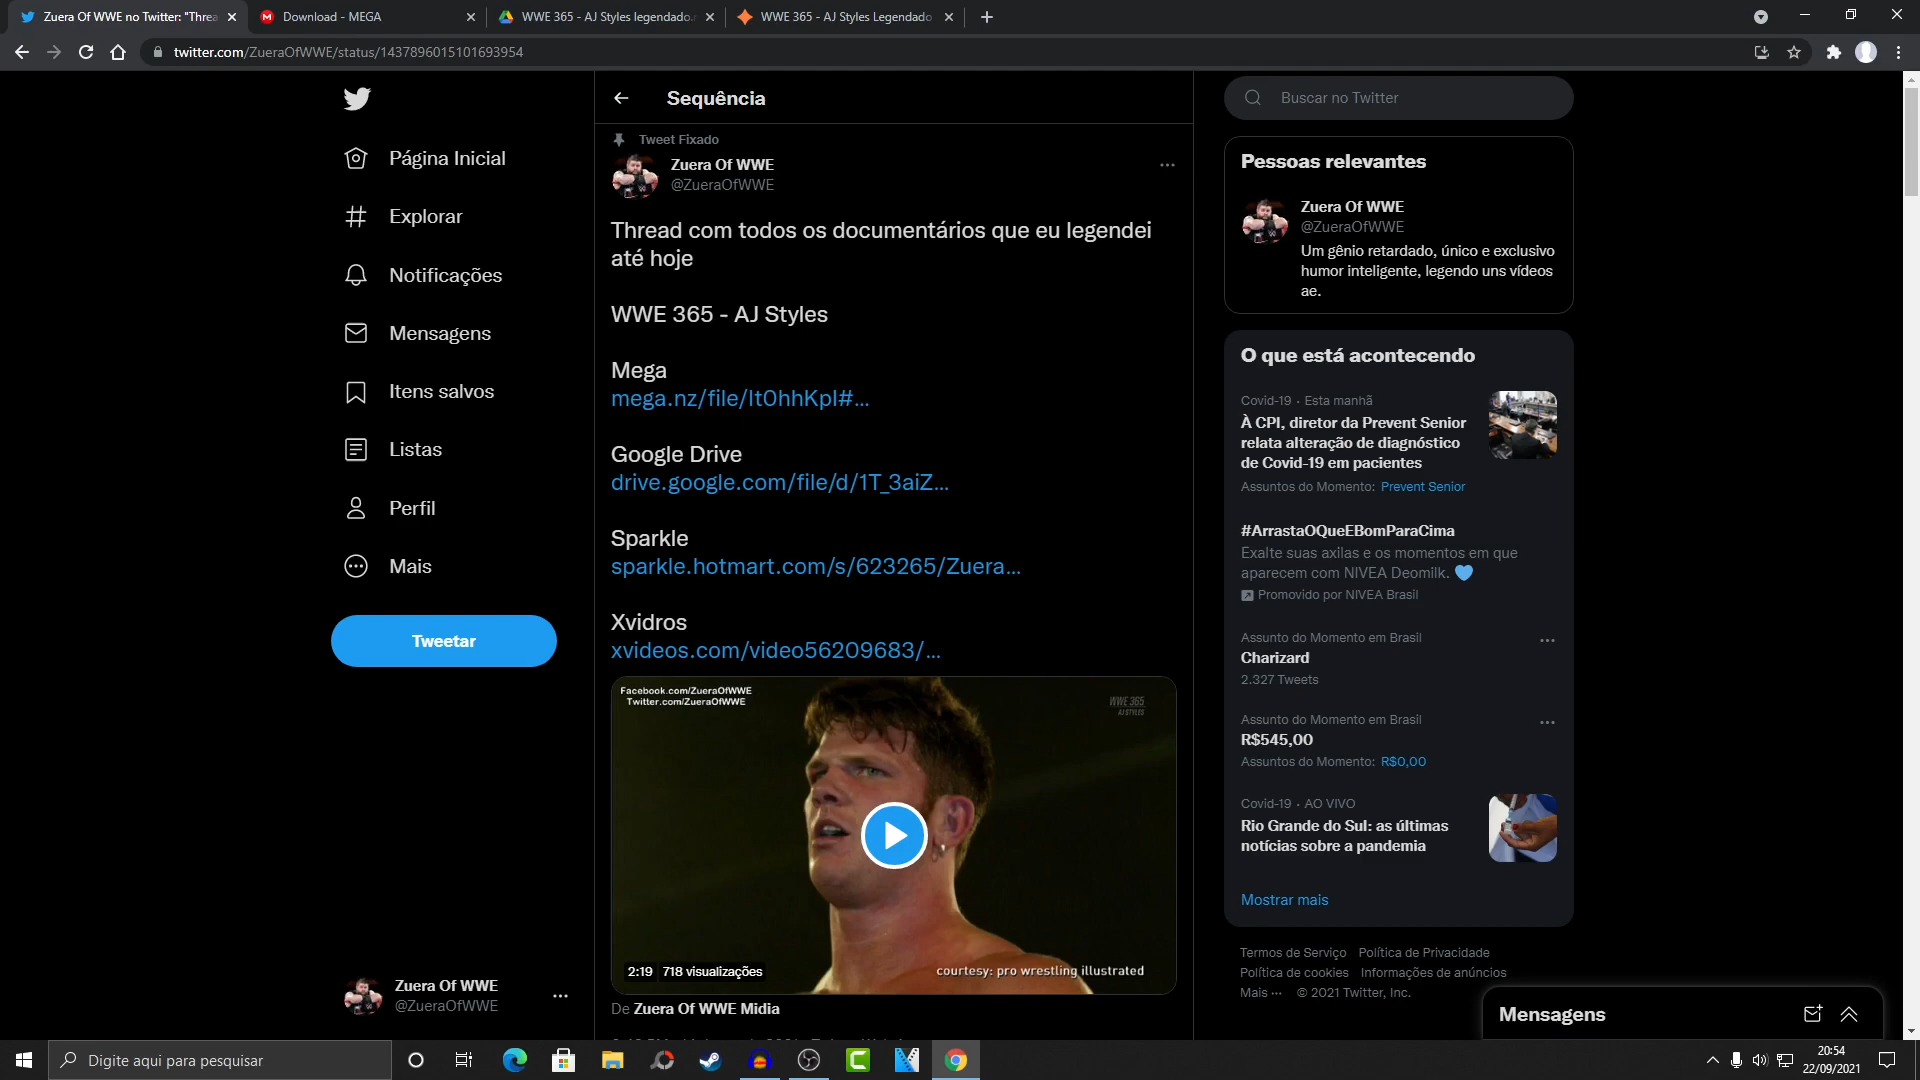 Zuera Of WWE no Twitter: "Threa
Download - MEGA
WWE 365 - AJ Styles legendado.
WWE 365 - AJ Styles Legendado
twitter.com/ZueraOfWWE/status/1437896015101693954
Página Inicial
Explorar
Notificações
Mensagens
Itens salvos
Listas
Perfil
Mais
Tweetar
Zuera Of WWE
@ZueraOfWWE
Sequência
Tweet Fixado
Zuera Of WWE
@ZueraOfWWE
Thread com todos os documentários que eu legendei
até hoje
WWE 365 - AJ Styles
Mega
mega.nz/file/It0hhKpI#...
Google Drive
drive.google.com/file/d/1T_3aiZ...
Sparkle
sparkle.hotmart.com/s/623265/Zuera...
Xvidros
xvideos.com/video56209683/...
Facebook.com/ZueraOfWWE
Twitter.com/ZueraOfWWE
WWE 365
AJ STYLES
2:19 718 visualizações
courtesy: pro wrestling illustrated
De Zuera Of WWE Midia
Buscar no Twitter
Pessoas relevantes
Zuera Of WWE
@ZueraOfWWE
Um gênio retardado, único e exclusivo
humor inteligente, legendo uns vídeos
ae.
O que está acontecendo
Covid-19 · Esta manhã
À CPI, diretor da Prevent Senior
relata alteração de diagnóstico
de Covid-19 em pacientes
Assuntos do Momento: Prevent Senior
#ArrastaOQueEBomParaCima
Exalte suas axilas e os momentos em que
aparecem com NIVEA Deomilk. 💙
Promovido por NIVEA Brasil
Assunto do Momento em Brasil
Charizard
2.327 Tweets
Assunto do Momento em Brasil
R$545,00
Assuntos do Momento: R$0,00
Covid-19 · AO VIVO
Rio Grande do Sul: as últimas
notícias sobre a pandemia
Mostrar mais
Termos de Serviço Política de Privacidade
Política de cookies Informações de anúncios
Mais ··· © 2021 Twitter, Inc.
Mensagens
Digite aqui para pesquisar
20:54
22/09/2021